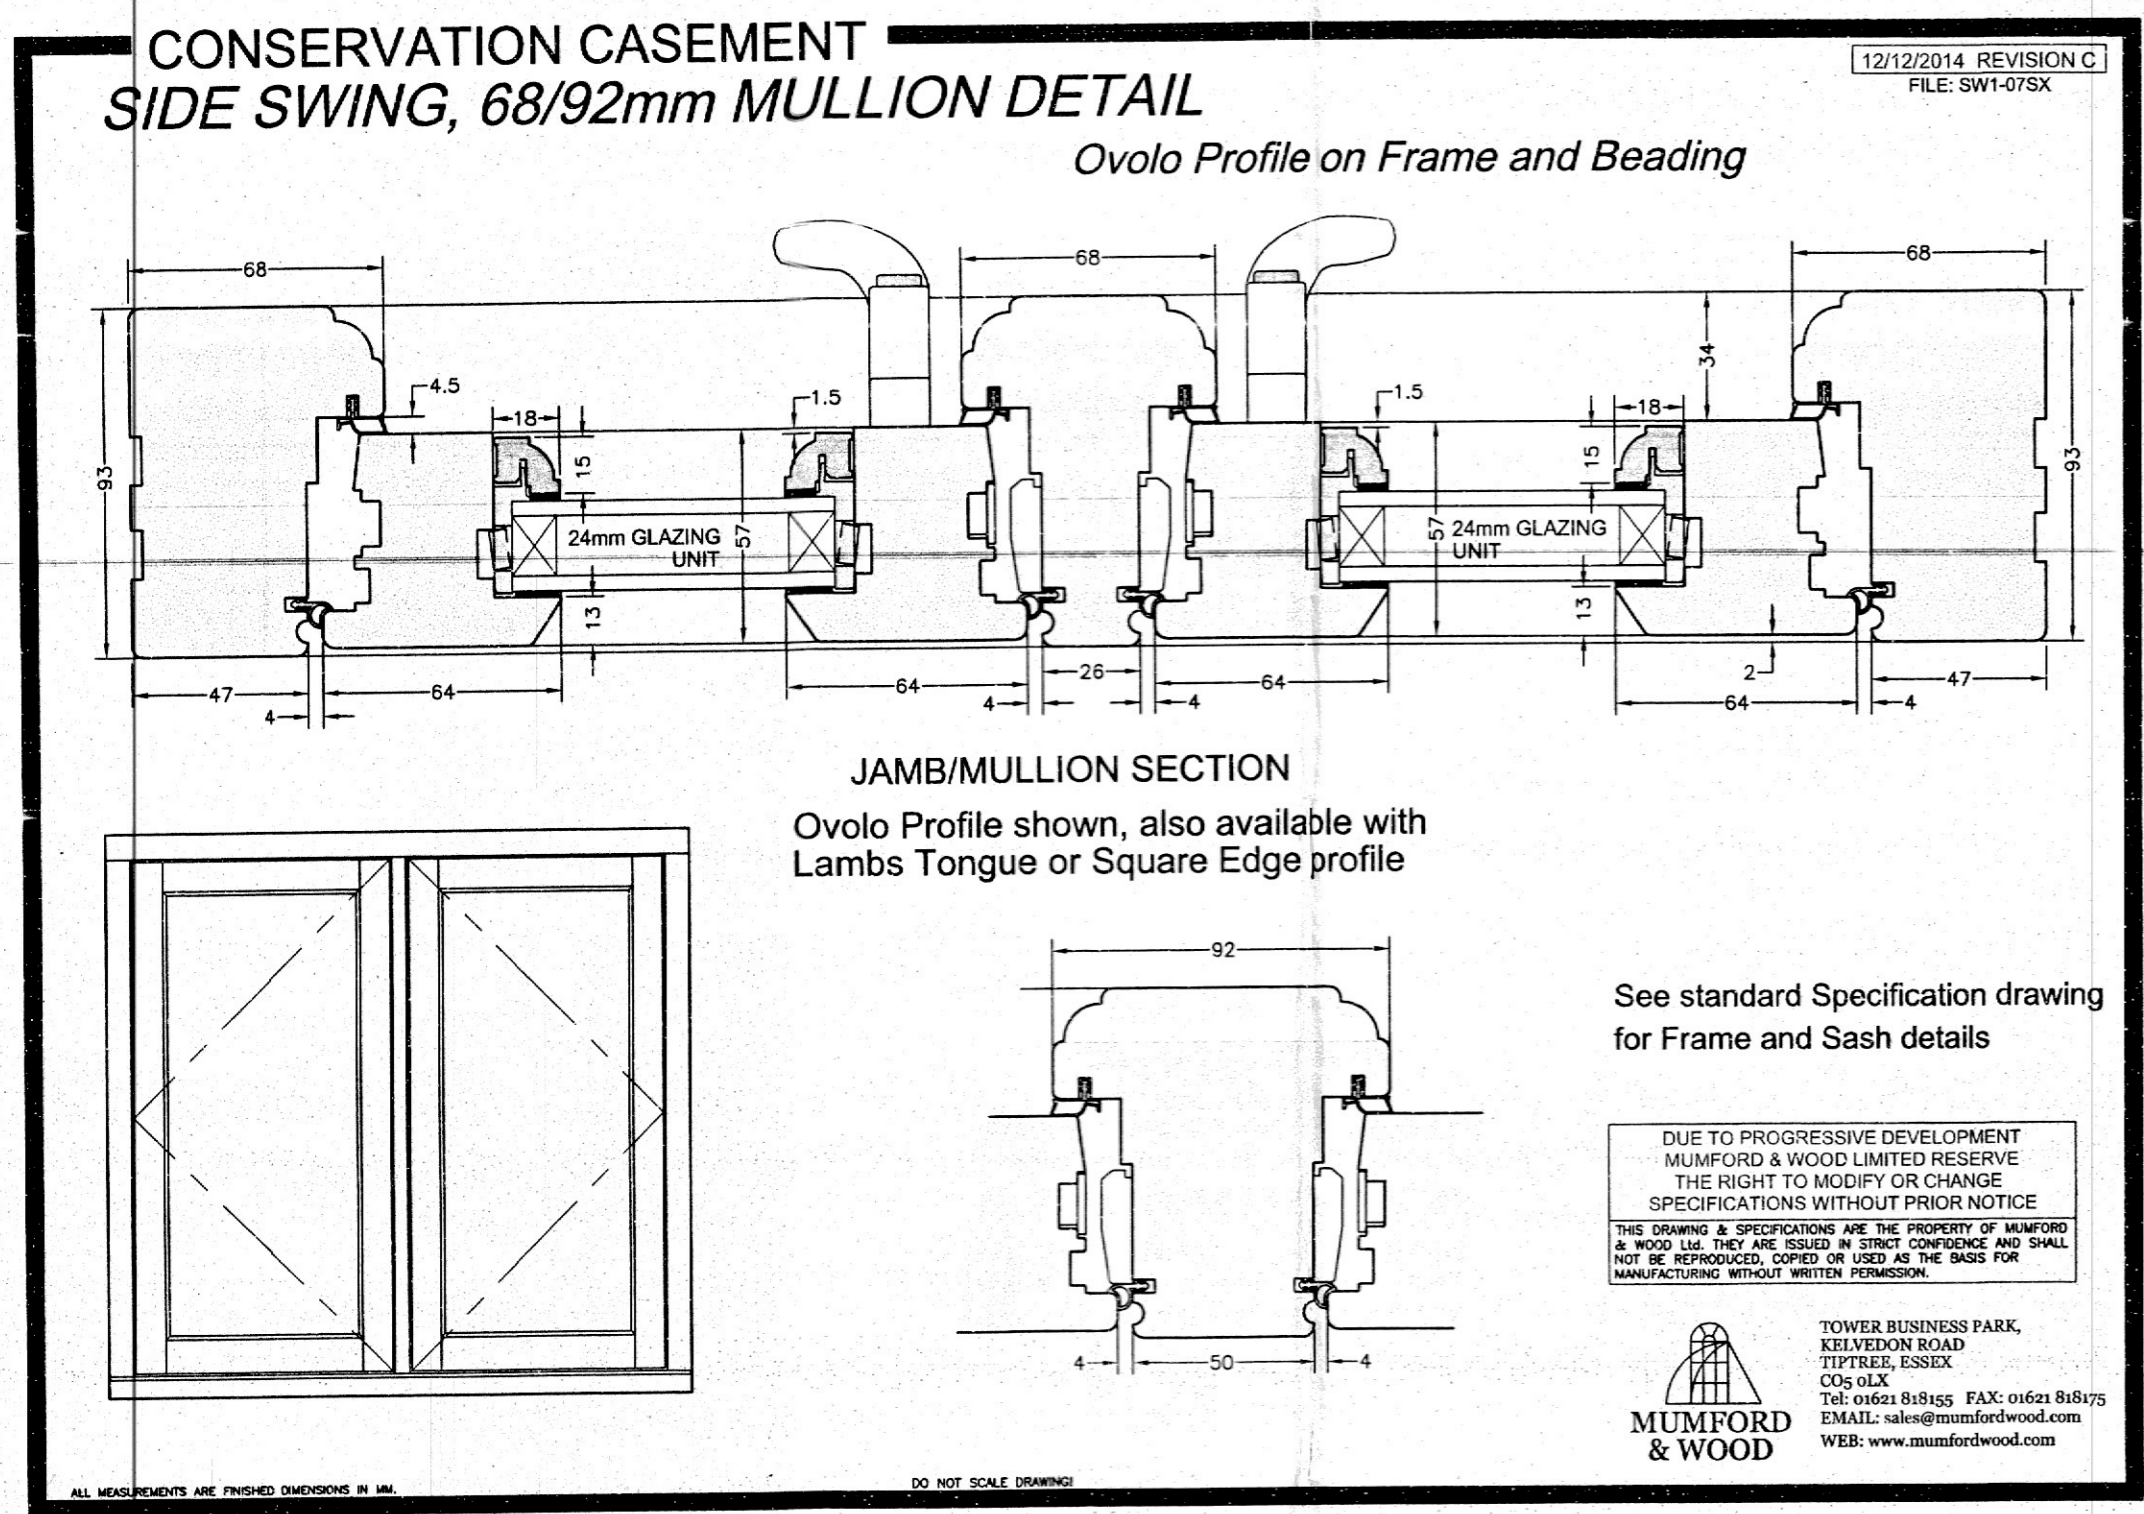 CONSERVATION CASEMENT
SIDE SWING, 68/92mm MULLION DETAIL
Ovolo Profile on Frame and Beading
12/12/2014 REVISION C
FILE: SW1-07SX
68
68
68
93
4.5
18
15
1.5
57
24mm GLAZING
UNIT
13
1.5
34
18
15
57
24mm GLAZING
UNIT
13
93
2
47
4
64
64
4
26
4
64
64
4
47
JAMB/MULLION SECTION
Ovolo Profile shown, also available with
Lambs Tongue or Square Edge profile
92
4
50
4
See standard Specification drawing
for Frame and Sash details
DUE TO PROGRESSIVE DEVELOPMENT
MUMFORD & WOOD LIMITED RESERVE
THE RIGHT TO MODIFY OR CHANGE
SPECIFICATIONS WITHOUT PRIOR NOTICE
THIS DRAWING & SPECIFICATIONS ARE THE PROPERTY OF MUMFORD
& WOOD Ltd. THEY ARE ISSUED IN STRICT CONFIDENCE AND SHALL
NOT BE REPRODUCED, COPIED OR USED AS THE BASIS FOR
MANUFACTURING WITHOUT WRITTEN PERMISSION.
MUMFORD
& WOOD
TOWER BUSINESS PARK,
KELVEDON ROAD
TIPTREE, ESSEX
CO5 0LX
Tel: 01621 818155 FAX: 01621 818175
EMAIL: sales@mumfordwood.com
WEB: www.mumfordwood.com
ALL MEASUREMENTS ARE FINISHED DIMENSIONS IN MM.
DO NOT SCALE DRAWING!